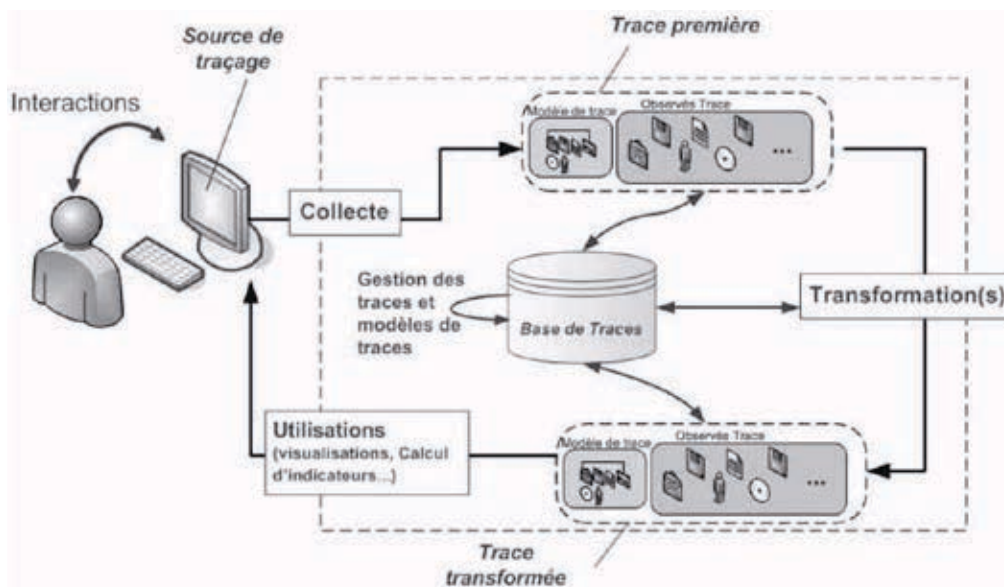 Source de
traçage
Trace première
Interactions
Modèle de trace
Observés Trace
...
Collecte
Gestion des
traces et
modèles de
traces
Base de Traces
Transformation(s)
Utilisations
(visualisations, Calcul
d'indicateurs...)
Modèle de trace
Observés Trace
...
Trace
transformée